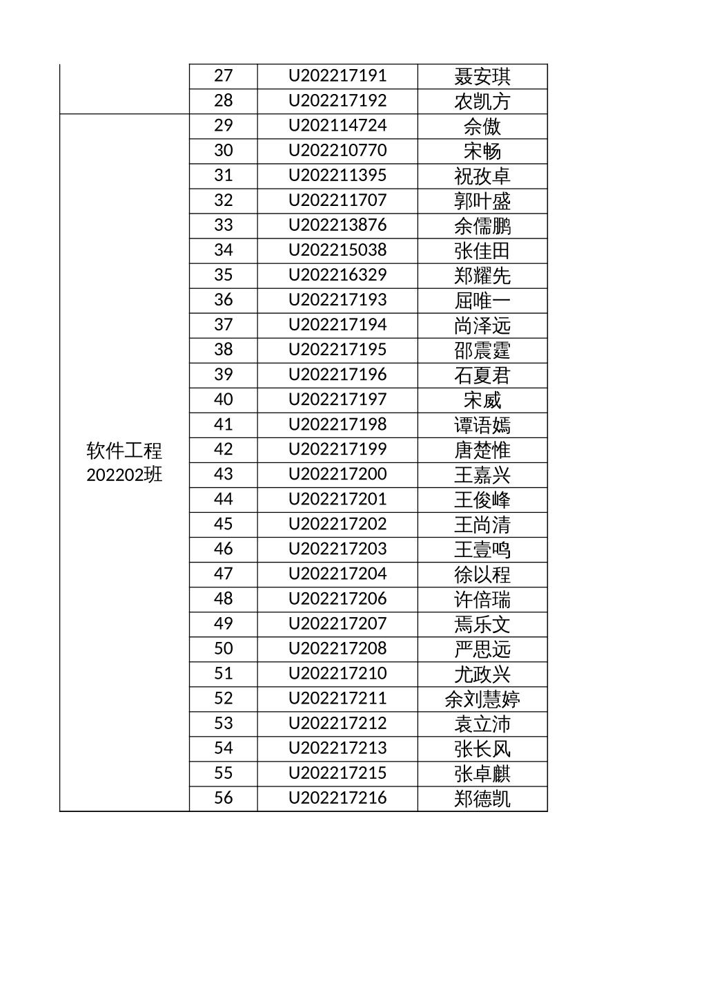 27 U202217191 聂安琪
28 U202217192 农凯方
29 U202114724 佘傲
30 U202210770 宋畅
31 U202211395 祝孜卓
32 U202211707 郭叶盛
33 U202213876 余儒鹏
34 U202215038 张佳田
35 U202216329 郑耀先
36 U202217193 屈唯一
37 U202217194 尚泽远
38 U202217195 邵震霆
39 U202217196 石夏君
40 U202217197 宋威
41 U202217198 谭语嫣
软件工程
42 U202217199 唐楚惟
202202班
43 U202217200 王嘉兴
44 U202217201 王俊峰
45 U202217202 王尚清
46 U202217203 王壹鸣
47 U202217204 徐以程
48 U202217206 许倍瑞
49 U202217207 焉乐文
50 U202217208 严思远
51 U202217210 尤政兴
52 U202217211 余刘慧婷
53 U202217212 袁立沛
54 U202217213 张长风
55 U202217215 张卓麒
56 U202217216 郑德凯